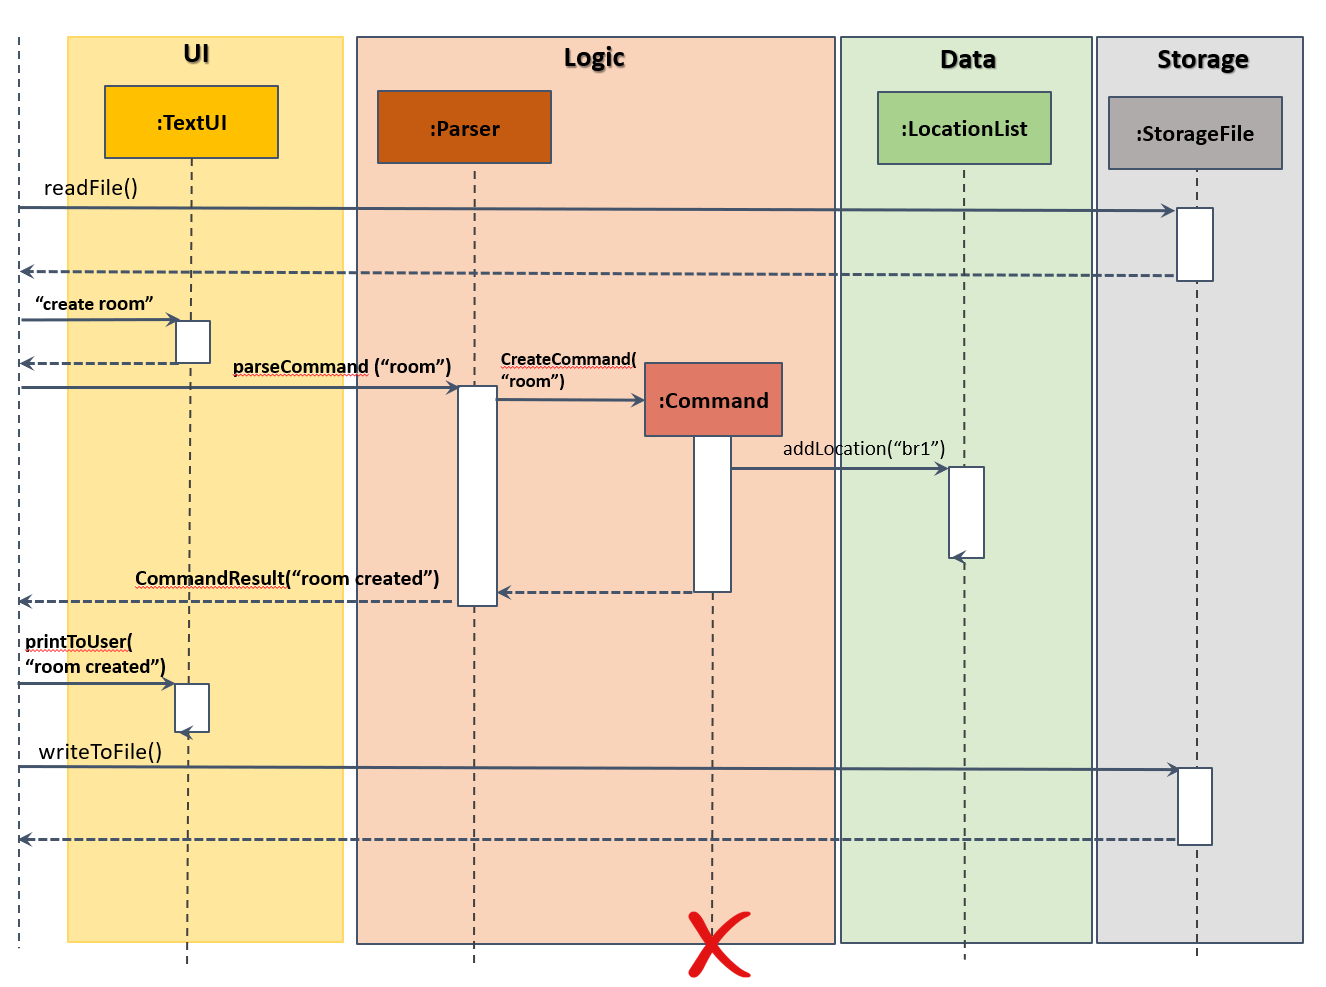 UI
Logic
Data
Storage
:TextUI
:Parser
:LocationList
:StorageFile
readFile()
“create room”
parseCommand (“room”)
CreateCommand(
“room”)
:Command
addLocation(“br1”)
CommandResult(“room created”)
printToUser(
“room created”)
writeToFile()